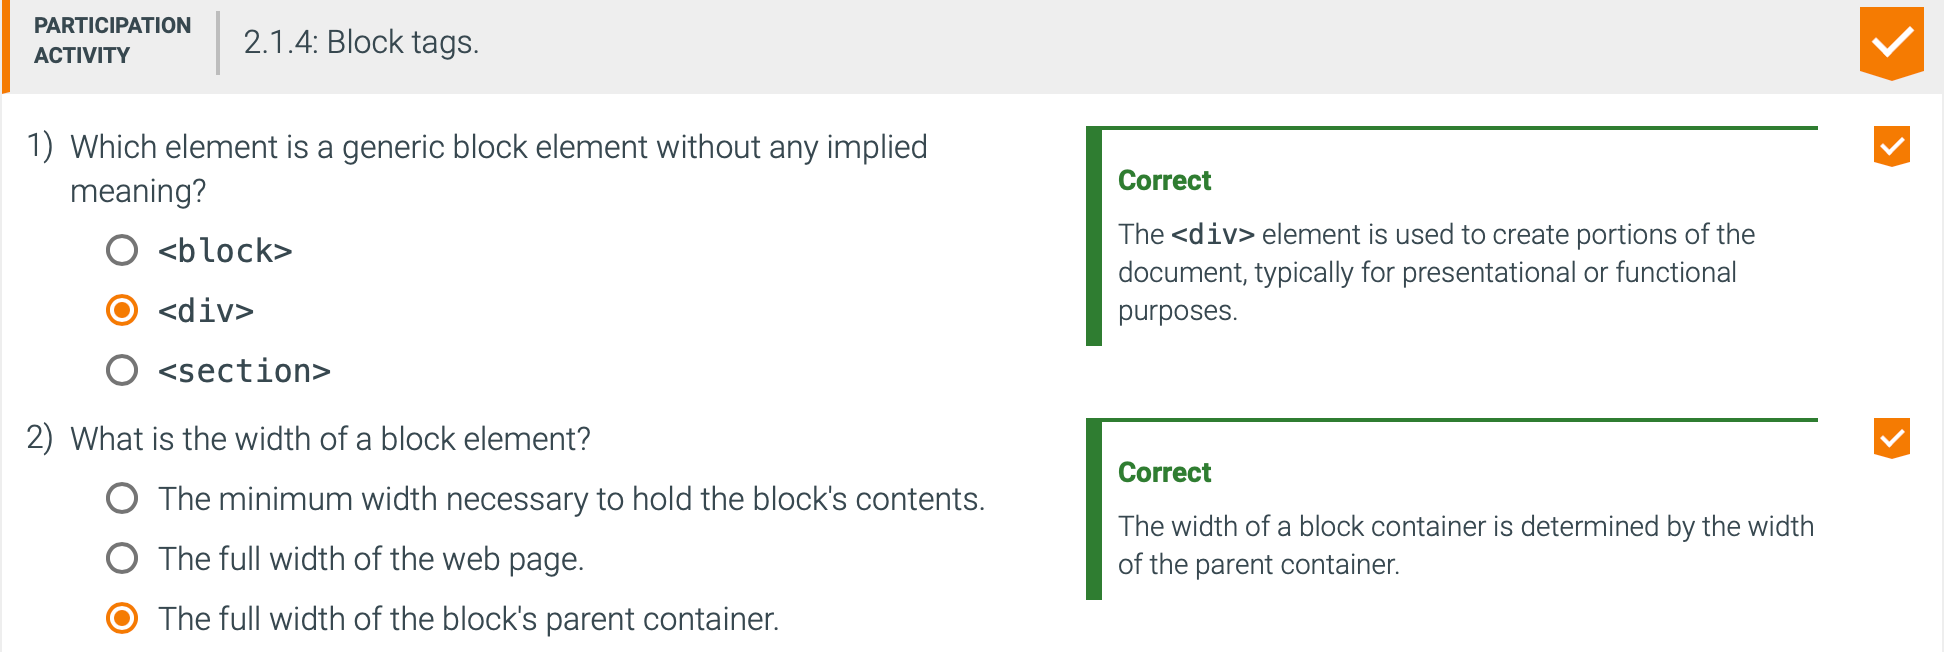 PARTICIPATION
ACTIVITY
2.1.4: Block tags.
1) Which element is a generic block element without any implied
meaning?
<block>
<div>
<section>
Correct
The <div> element is used to create portions of the
document, typically for presentational or functional
purposes.
2) What is the width of a block element?
The minimum width necessary to hold the block's contents.
The full width of the web page.
The full width of the block's parent container.
Correct
The width of a block container is determined by the width
of the parent container.